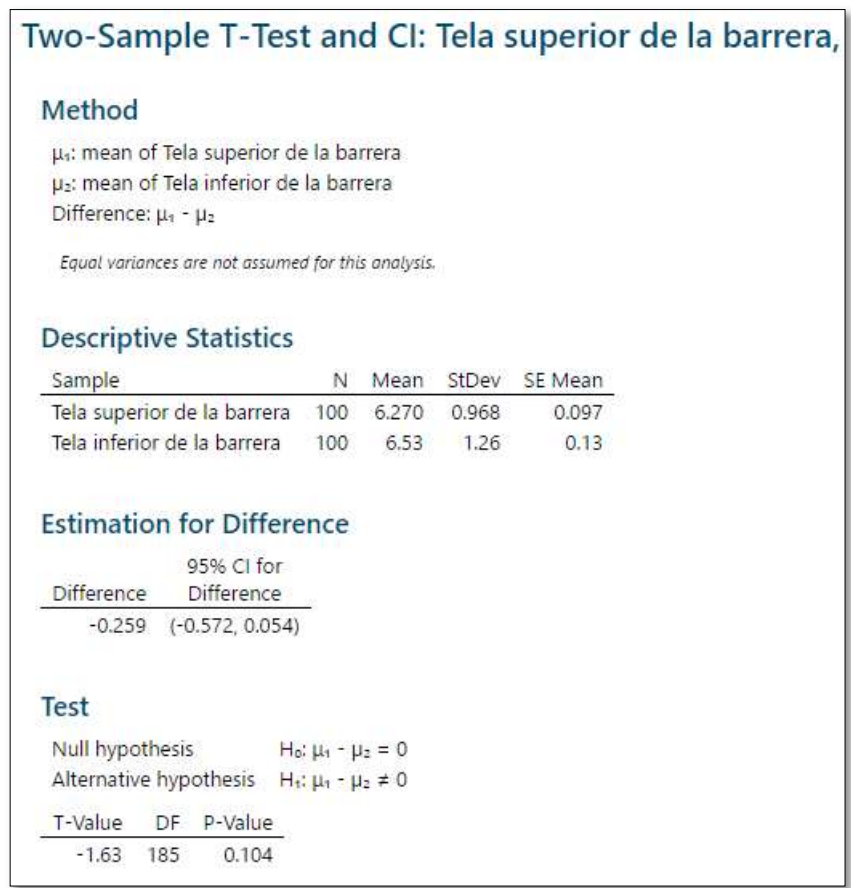 Two-Sample T-Test and CI: Tela superior de la barrera,
Method
μ₁: mean of Tela superior de la barrera
μ₂: mean of Tela inferior de la barrera
Difference: μ₁ - μ₂
Equal variances are not assumed for this analysis.
Descriptive Statistics
Sample N Mean StDev SE Mean
Tela superior de la barrera 100 6.270 0.968 0.097
Tela inferior de la barrera 100 6.53 1.26 0.13
Estimation for Difference
95% CI for
Difference Difference
-0.259 (-0.572, 0.054)
Test
Null hypothesis H₀: μ₁ - μ₂ = 0
Alternative hypothesis H₁: μ₁ - μ₂ ≠ 0
T-Value DF P-Value
-1.63 185 0.104